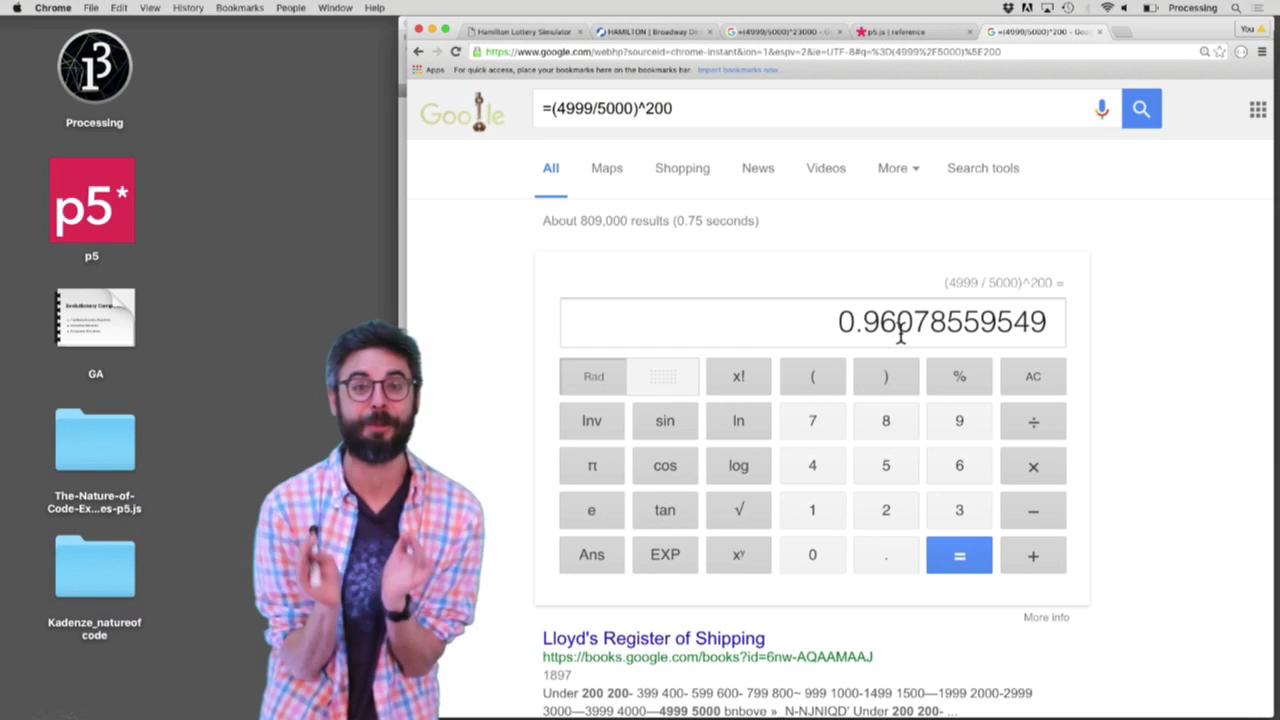 Chrome File Edit View History Bookmarks People Window Help Processing
Hamilton Lottery Simulator HAMILTON | Broadway Dir =(4999/5000)^23000 - G p5.js | reference =(4999/5000)^200 - Goo You
https://www.google.com/webhp?sourceid=chrome-instant&ion=1&espv=2&ie=UTF-8#q=%3D(4999%2F5000)%5E200
Apps For quick access, place your bookmarks here on the bookmarks bar. Import bookmarks now...
Processing
p5*
p5
GA
The-Nature-of-
Code-Ex...es-p5.js
Kadenze_natureof
code
Google
=(4999/5000)^200
All Maps Shopping News Videos More Search tools
About 809,000 results (0.75 seconds)
(4999 / 5000)^200 =
0.96078559549
Rad x! ( ) % AC
Inv sin ln 7 8 9 ÷
π cos log 4 5 6 ×
e tan √ 1 2 3 −
Ans EXP xʸ 0 . = +
More info
Lloyd's Register of Shipping
https://books.google.com/books?id=6nw-AQAAMAAJ
1897
Under 200 200- 399 400- 599 600- 799 800~ 999 1000-1499 1500—1999 2000-2999
3000—3999 4000—4999 5000 bnbove » N-NJNIQD' Under 200 200- ...